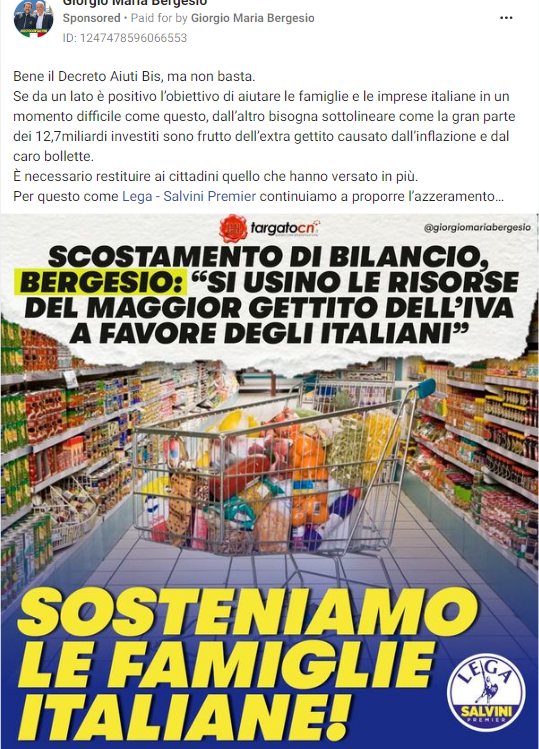 Giorgio Maria Bergesio
Sponsored • Paid for by Giorgio Maria Bergesio
ID: 1247478596066553
Bene il Decreto Aiuti Bis, ma non basta.
Se da un lato è positivo l'obiettivo di aiutare le famiglie e le imprese italiane in un
momento difficile come questo, dall'altro bisogna sottolineare come la gran parte
dei 12,7miliardi investiti sono frutto dell'extra gettito causato dall'inflazione e dal
caro bollette.
È necessario restituire ai cittadini quello che hanno versato in più.
Per questo come Lega - Salvini Premier continuiamo a proporre l'azzeramento...
targatocn
@giorgiomariabergesio
SCOSTAMENTO DI BILANCIO,
BERGESIO: “SI USINO LE RISORSE
DEL MAGGIOR GETTITO DELL'IVA
A FAVORE DEGLI ITALIANI”
SOSTENIAMO
LE FAMIGLIE
ITALIANE!
LEGA
SALVINI
PREMIER